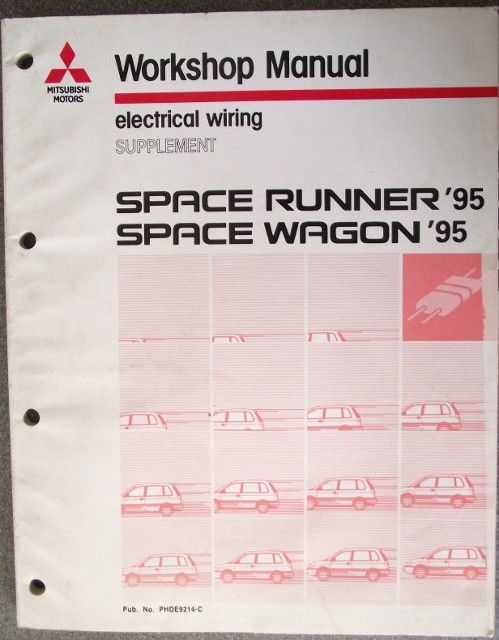 MITSUBISHI
MOTORS
Workshop Manual
electrical wiring
SUPPLEMENT
SPACE RUNNER '95
SPACE WAGON '95
Pub. No. PHDE9214-C